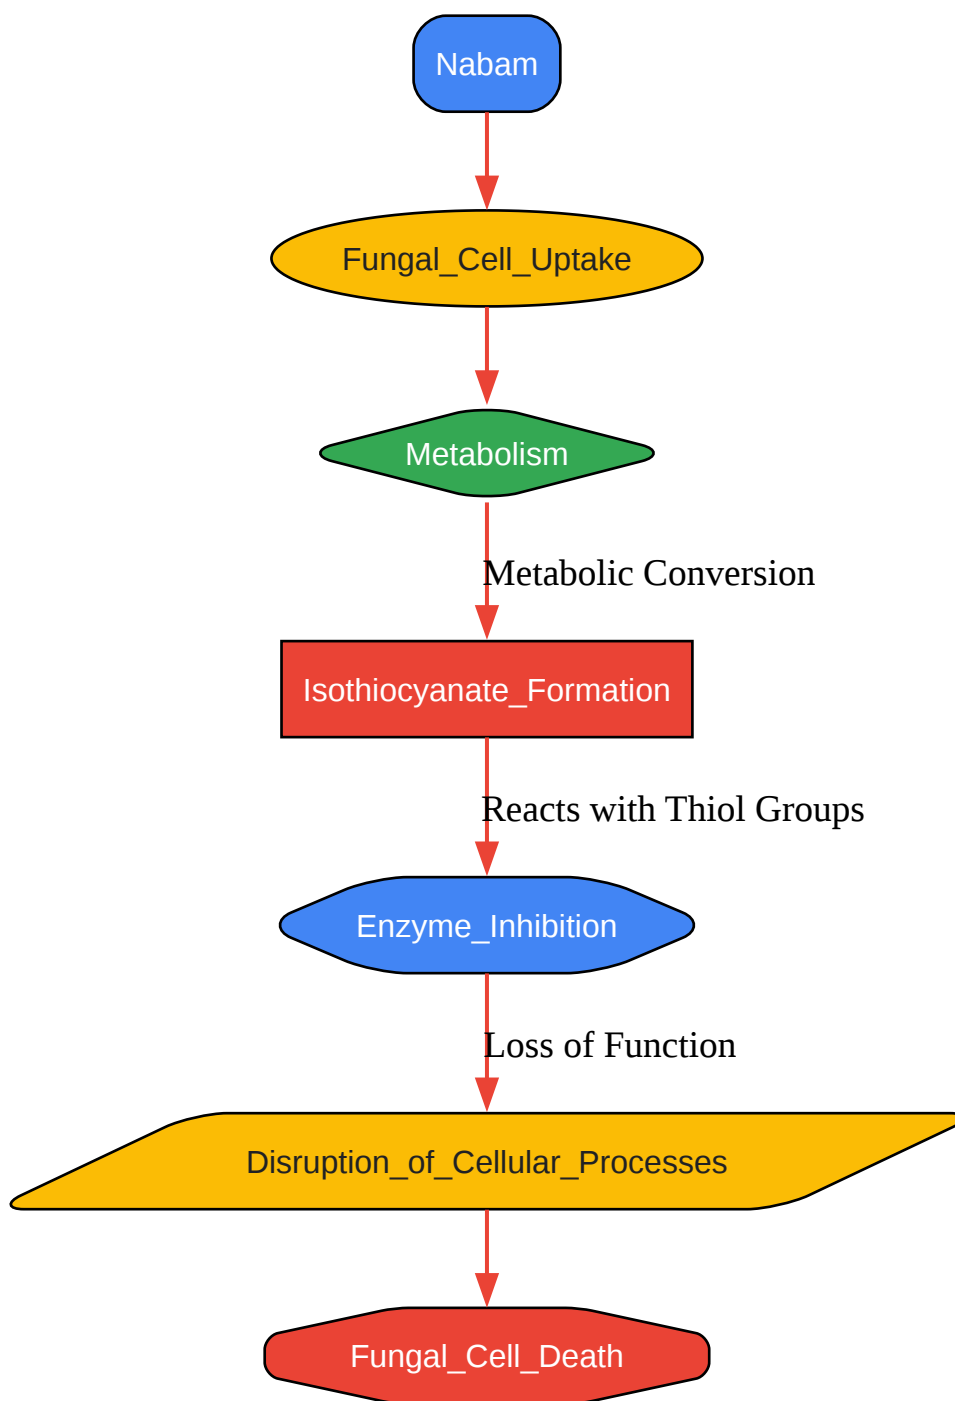 Nabam
Fungal_Cell_Uptake
Metabolism
Metabolic Conversion
Isothiocyanate_Formation
Reacts with Thiol Groups
Enzyme_Inhibition
Loss of Function
Disruption_of_Cellular_Processes
Fungal_Cell_Death